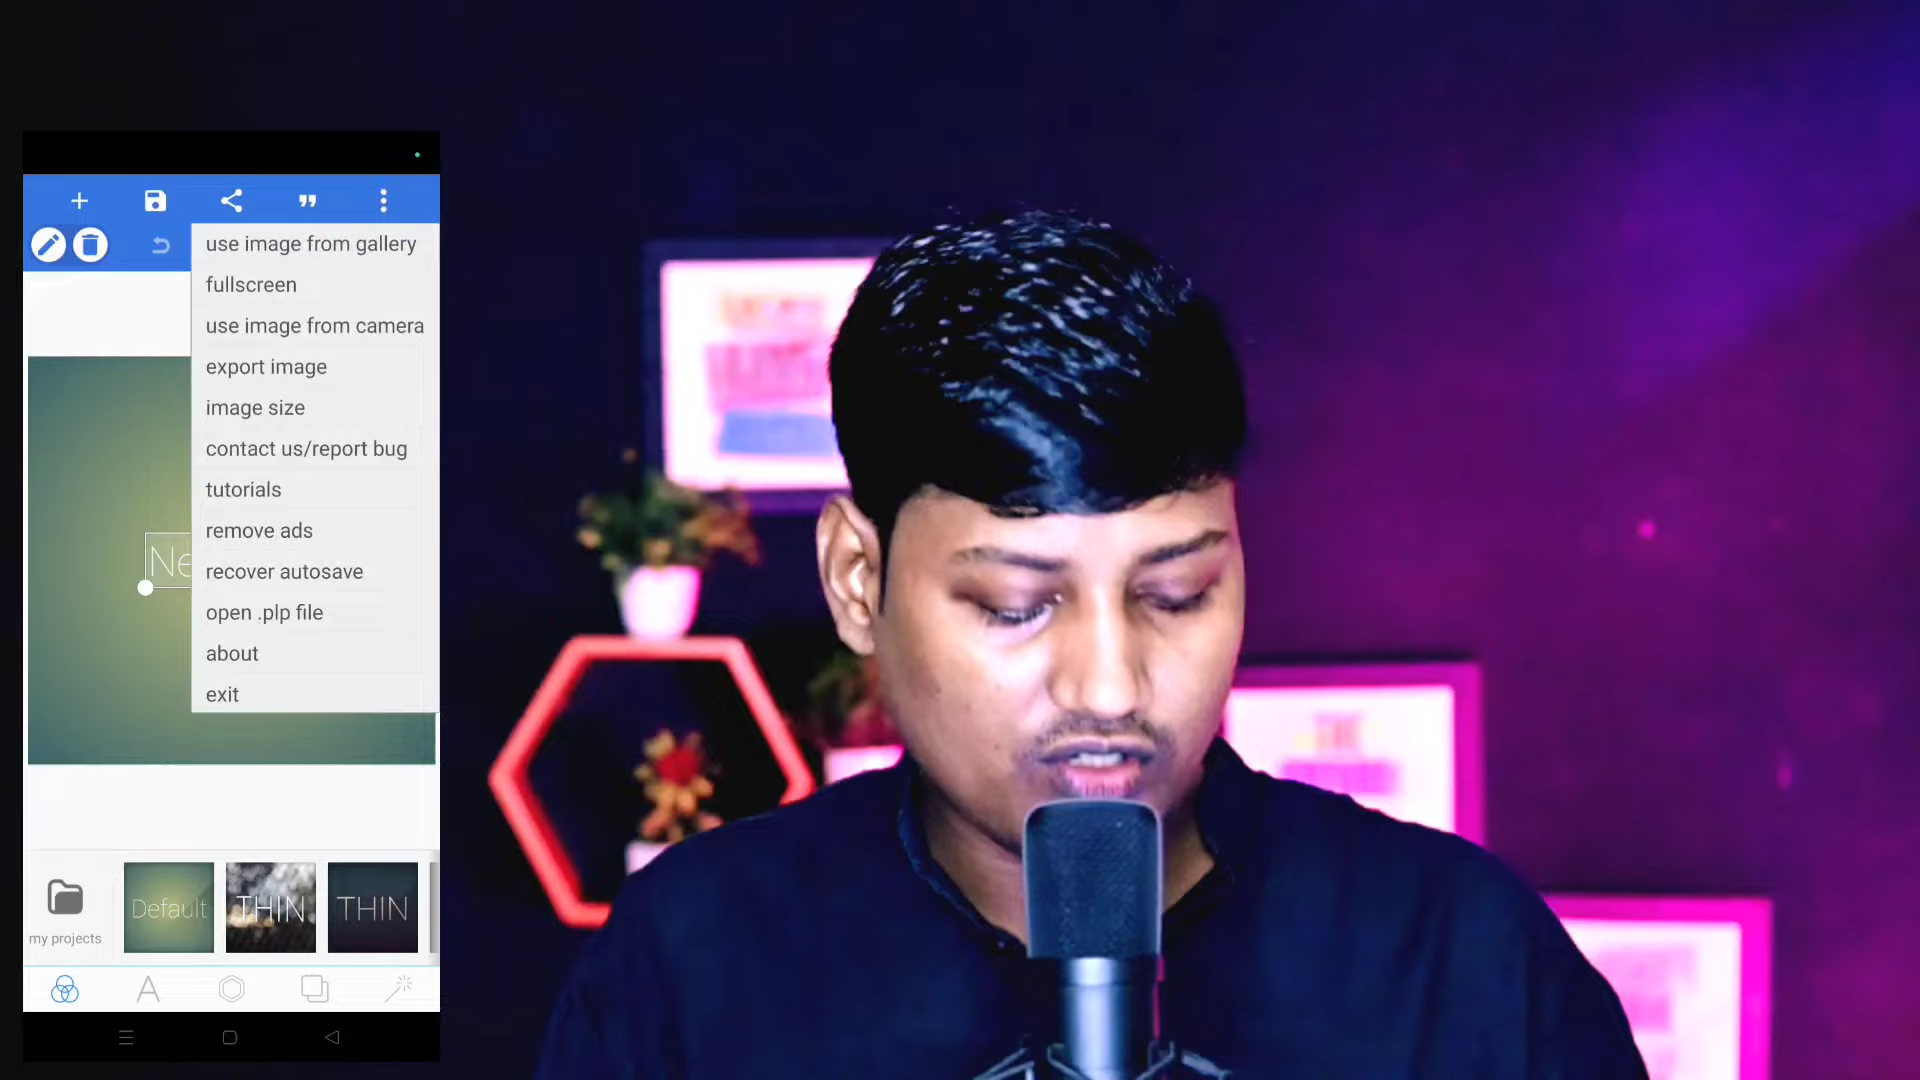 use image from gallery
fullscreen
use image from camera
export image
image size
contact us/report bug
tutorials
remove ads
recover autosave
open .plp file
about
exit
Ne
my projects
Default
THIN
THIN